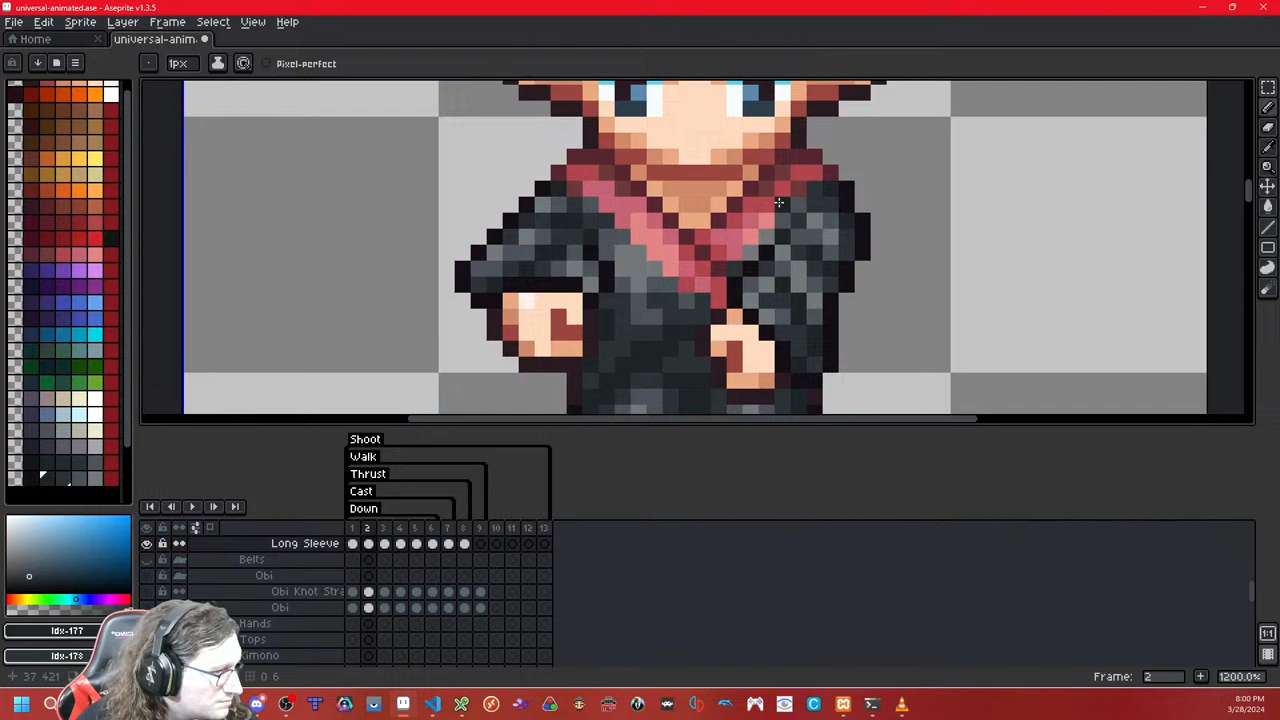 universal-animated.ase - Aseprite v1.3.5
File Edit Sprite Layer Frame Select View Help
Home universal-anim.
1px Pixel-perfect
Shoot
Walk
Thrust
Cast
Down
1 2 3 4 5 6 7 8 9 10 11 12 13
Long Sleeve
Belts
Obi
Obi Knot Stra
Obi
Hands
Tops
Kimono
Idx-177
37 421 0 6
Frame: 2 1200.0%
1:1
8:00 PM
3/28/2024